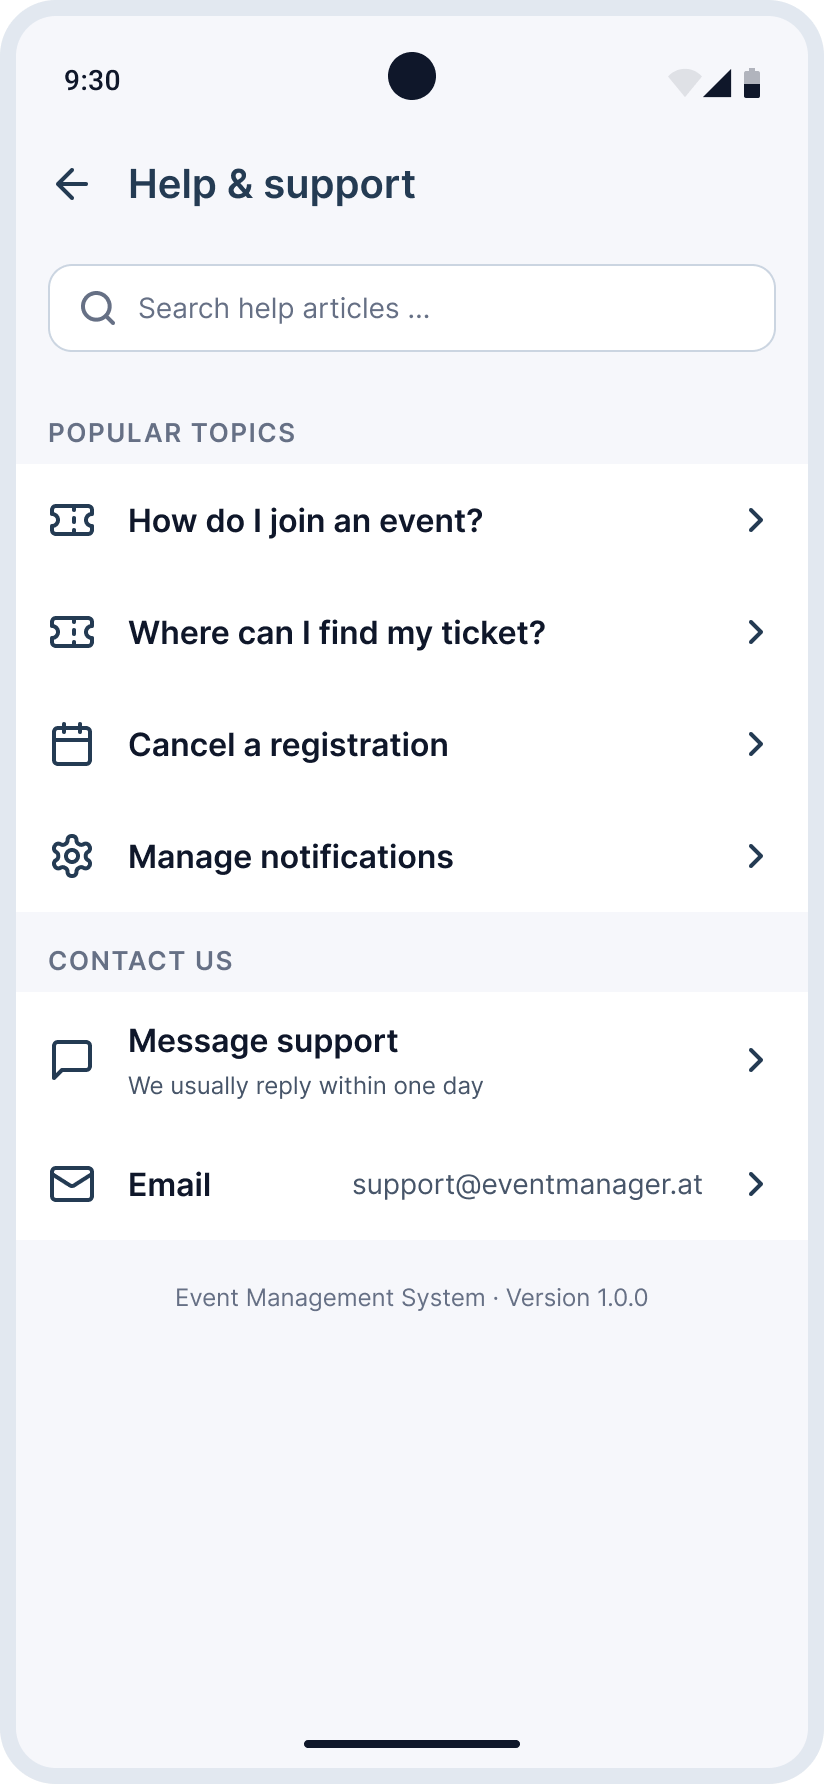 9:30
Help & support
Search help articles ...
POPULAR TOPICS
How do I join an event?
Where can I find my ticket?
Cancel a registration
Manage notifications
CONTACT US
Message support
We usually reply within one day
Email support@eventmanager.at
Event Management System · Version 1.0.0